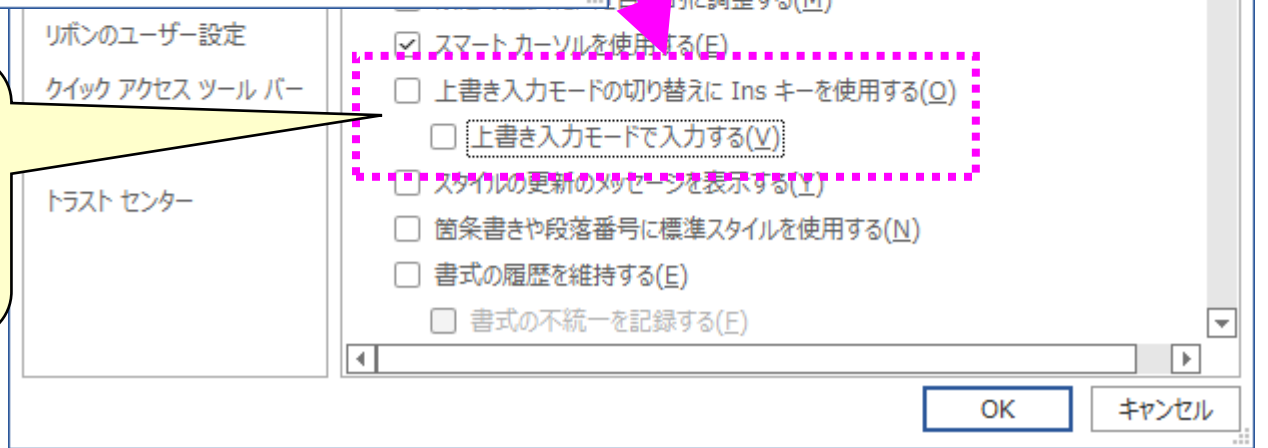 リボンのユーザー設定
クイック アクセス ツール バー
トラスト センター
に調整する(M)
スマート カーソルを使用する(E)
上書き入力モードの切り替えに Ins キーを使用する(O)
上書き入力モードで入力する(V)
スタイルの更新のメッセージを表示する(Y)
箇条書きや段落番号に標準スタイルを使用する(N)
書式の履歴を維持する(E)
書式の不統一を記録する(F)
OK
キャンセル